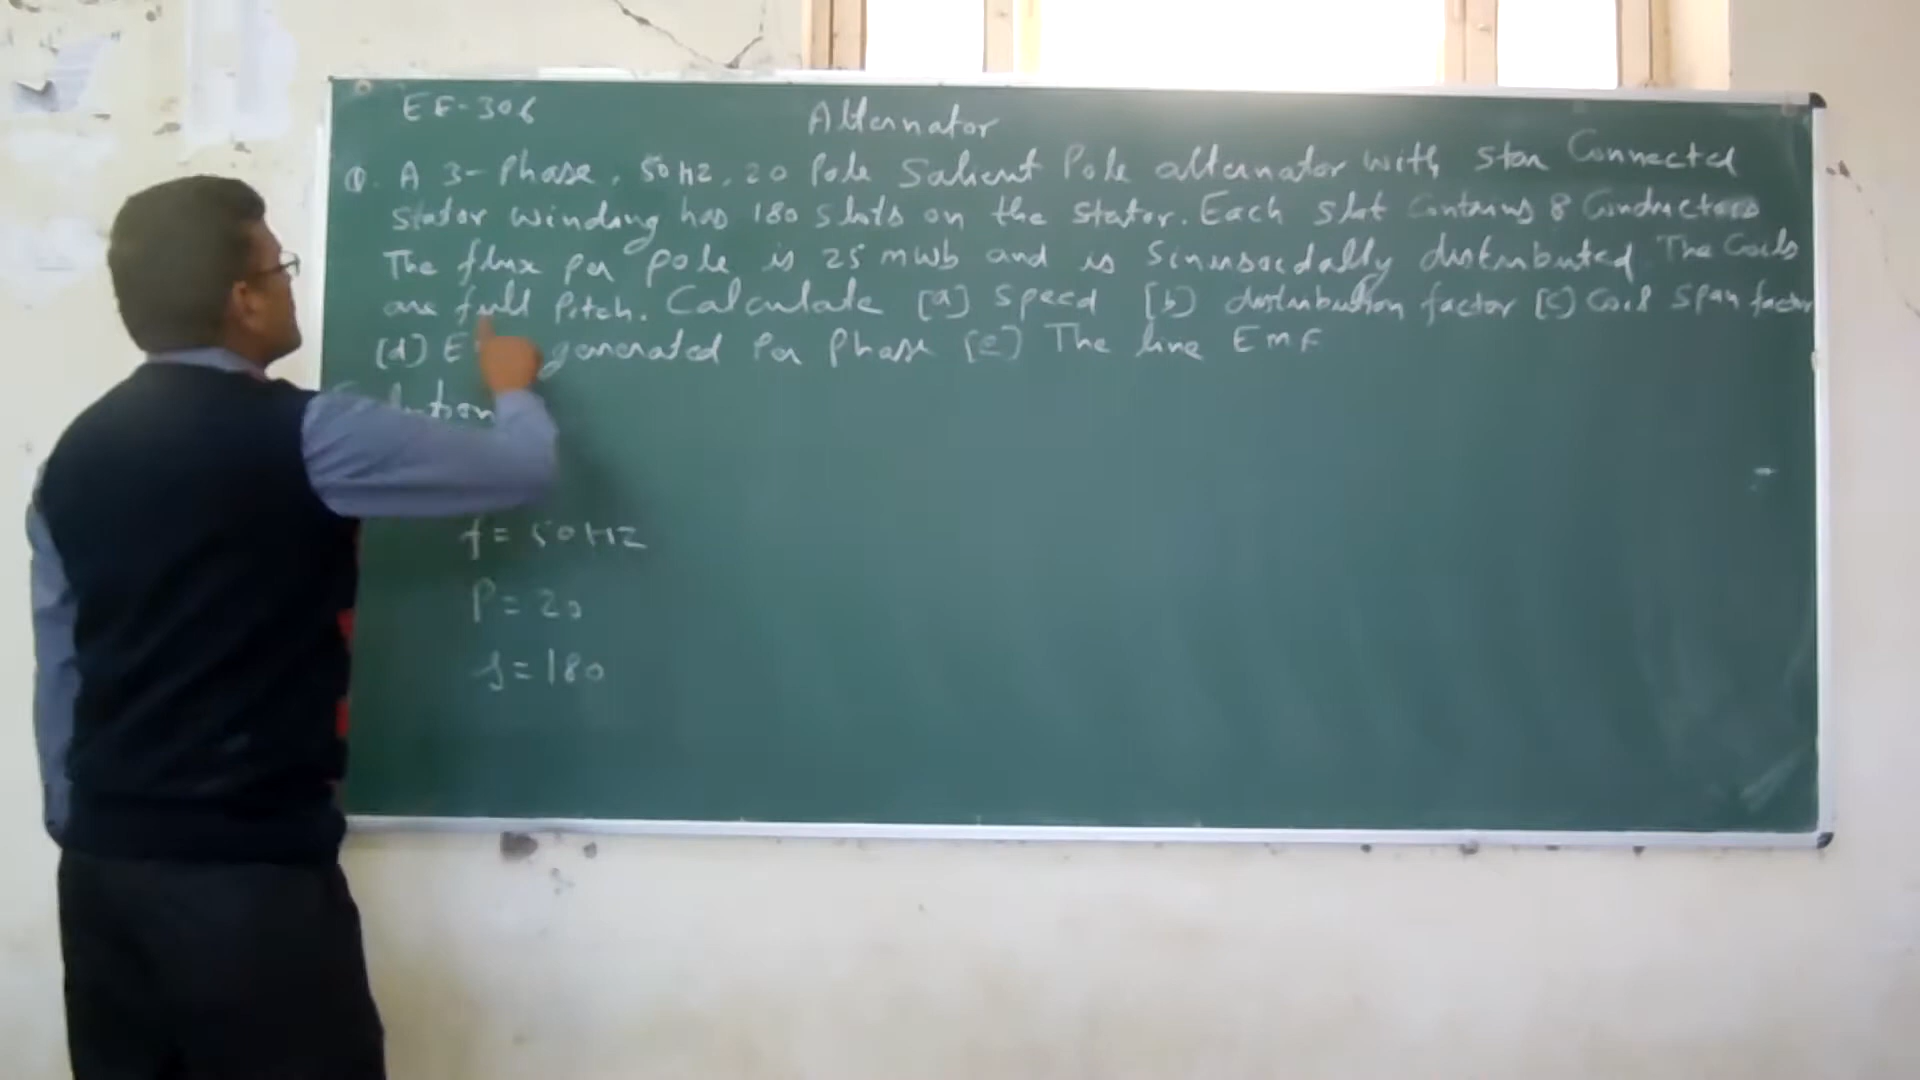 EE-306
Alternator
Q. A 3-Phase, 50Hz, 20 Pole Salient Pole alternator with star Connected
stator winding has 180 slots on the stator. Each slot contains 8 Conductors
The flux per pole is 25 mwb and is Sinusoidally distributed The Coils
are full Pitch. Calculate [a] Speed [b] distribution factor [c] Coil Span factor
[d] generated Per Phase [e] The line EMF
f = 50HZ
P = 20
s = 180